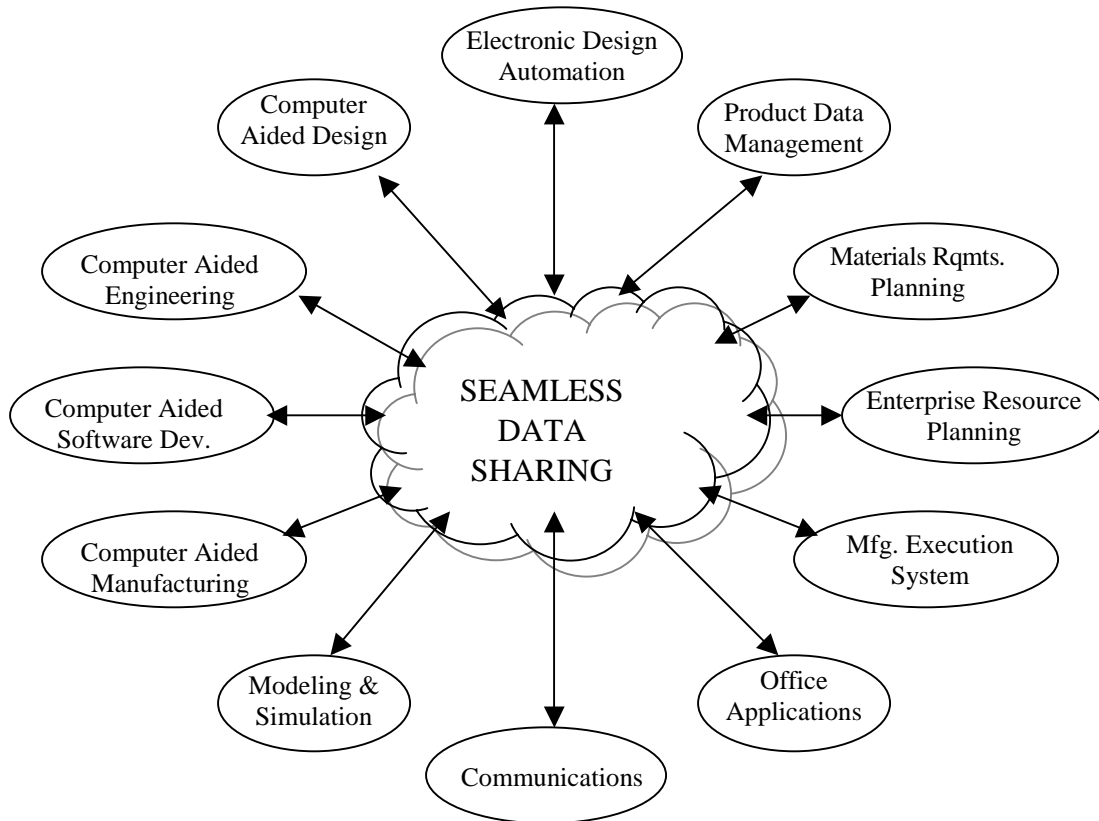 Electronic Design
Automation
Computer
Aided Design
Product Data
Management
Computer Aided
Engineering
Materials Rqmts.
Planning
SEAMLESS
DATA
SHARING
Computer Aided
Software Dev.
Enterprise Resource
Planning
Computer Aided
Manufacturing
Mfg. Execution
System
Modeling &
Simulation
Office
Applications
Communications